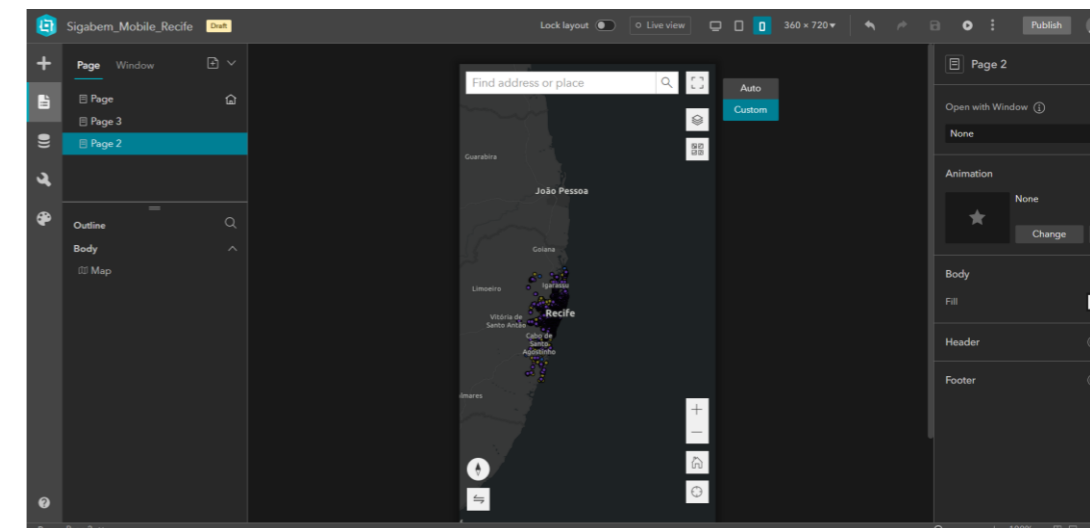 Sigabem_Mobile_Recife Draft
Lock layout Live view 360 × 720 Publish
Page Window
Page
Page 3
Page 2
Outline
Body
Map
Find address or place
Auto
Custom
Guarabira
João Pessoa
Goiana
Limoeiro
Igarassu
Vitória de
Santo Antão
Recife
Cabo de
Santo
Agostinho
Page 2
Open with Window
None
Animation
None
Change
Body
Fill
Header
Footer